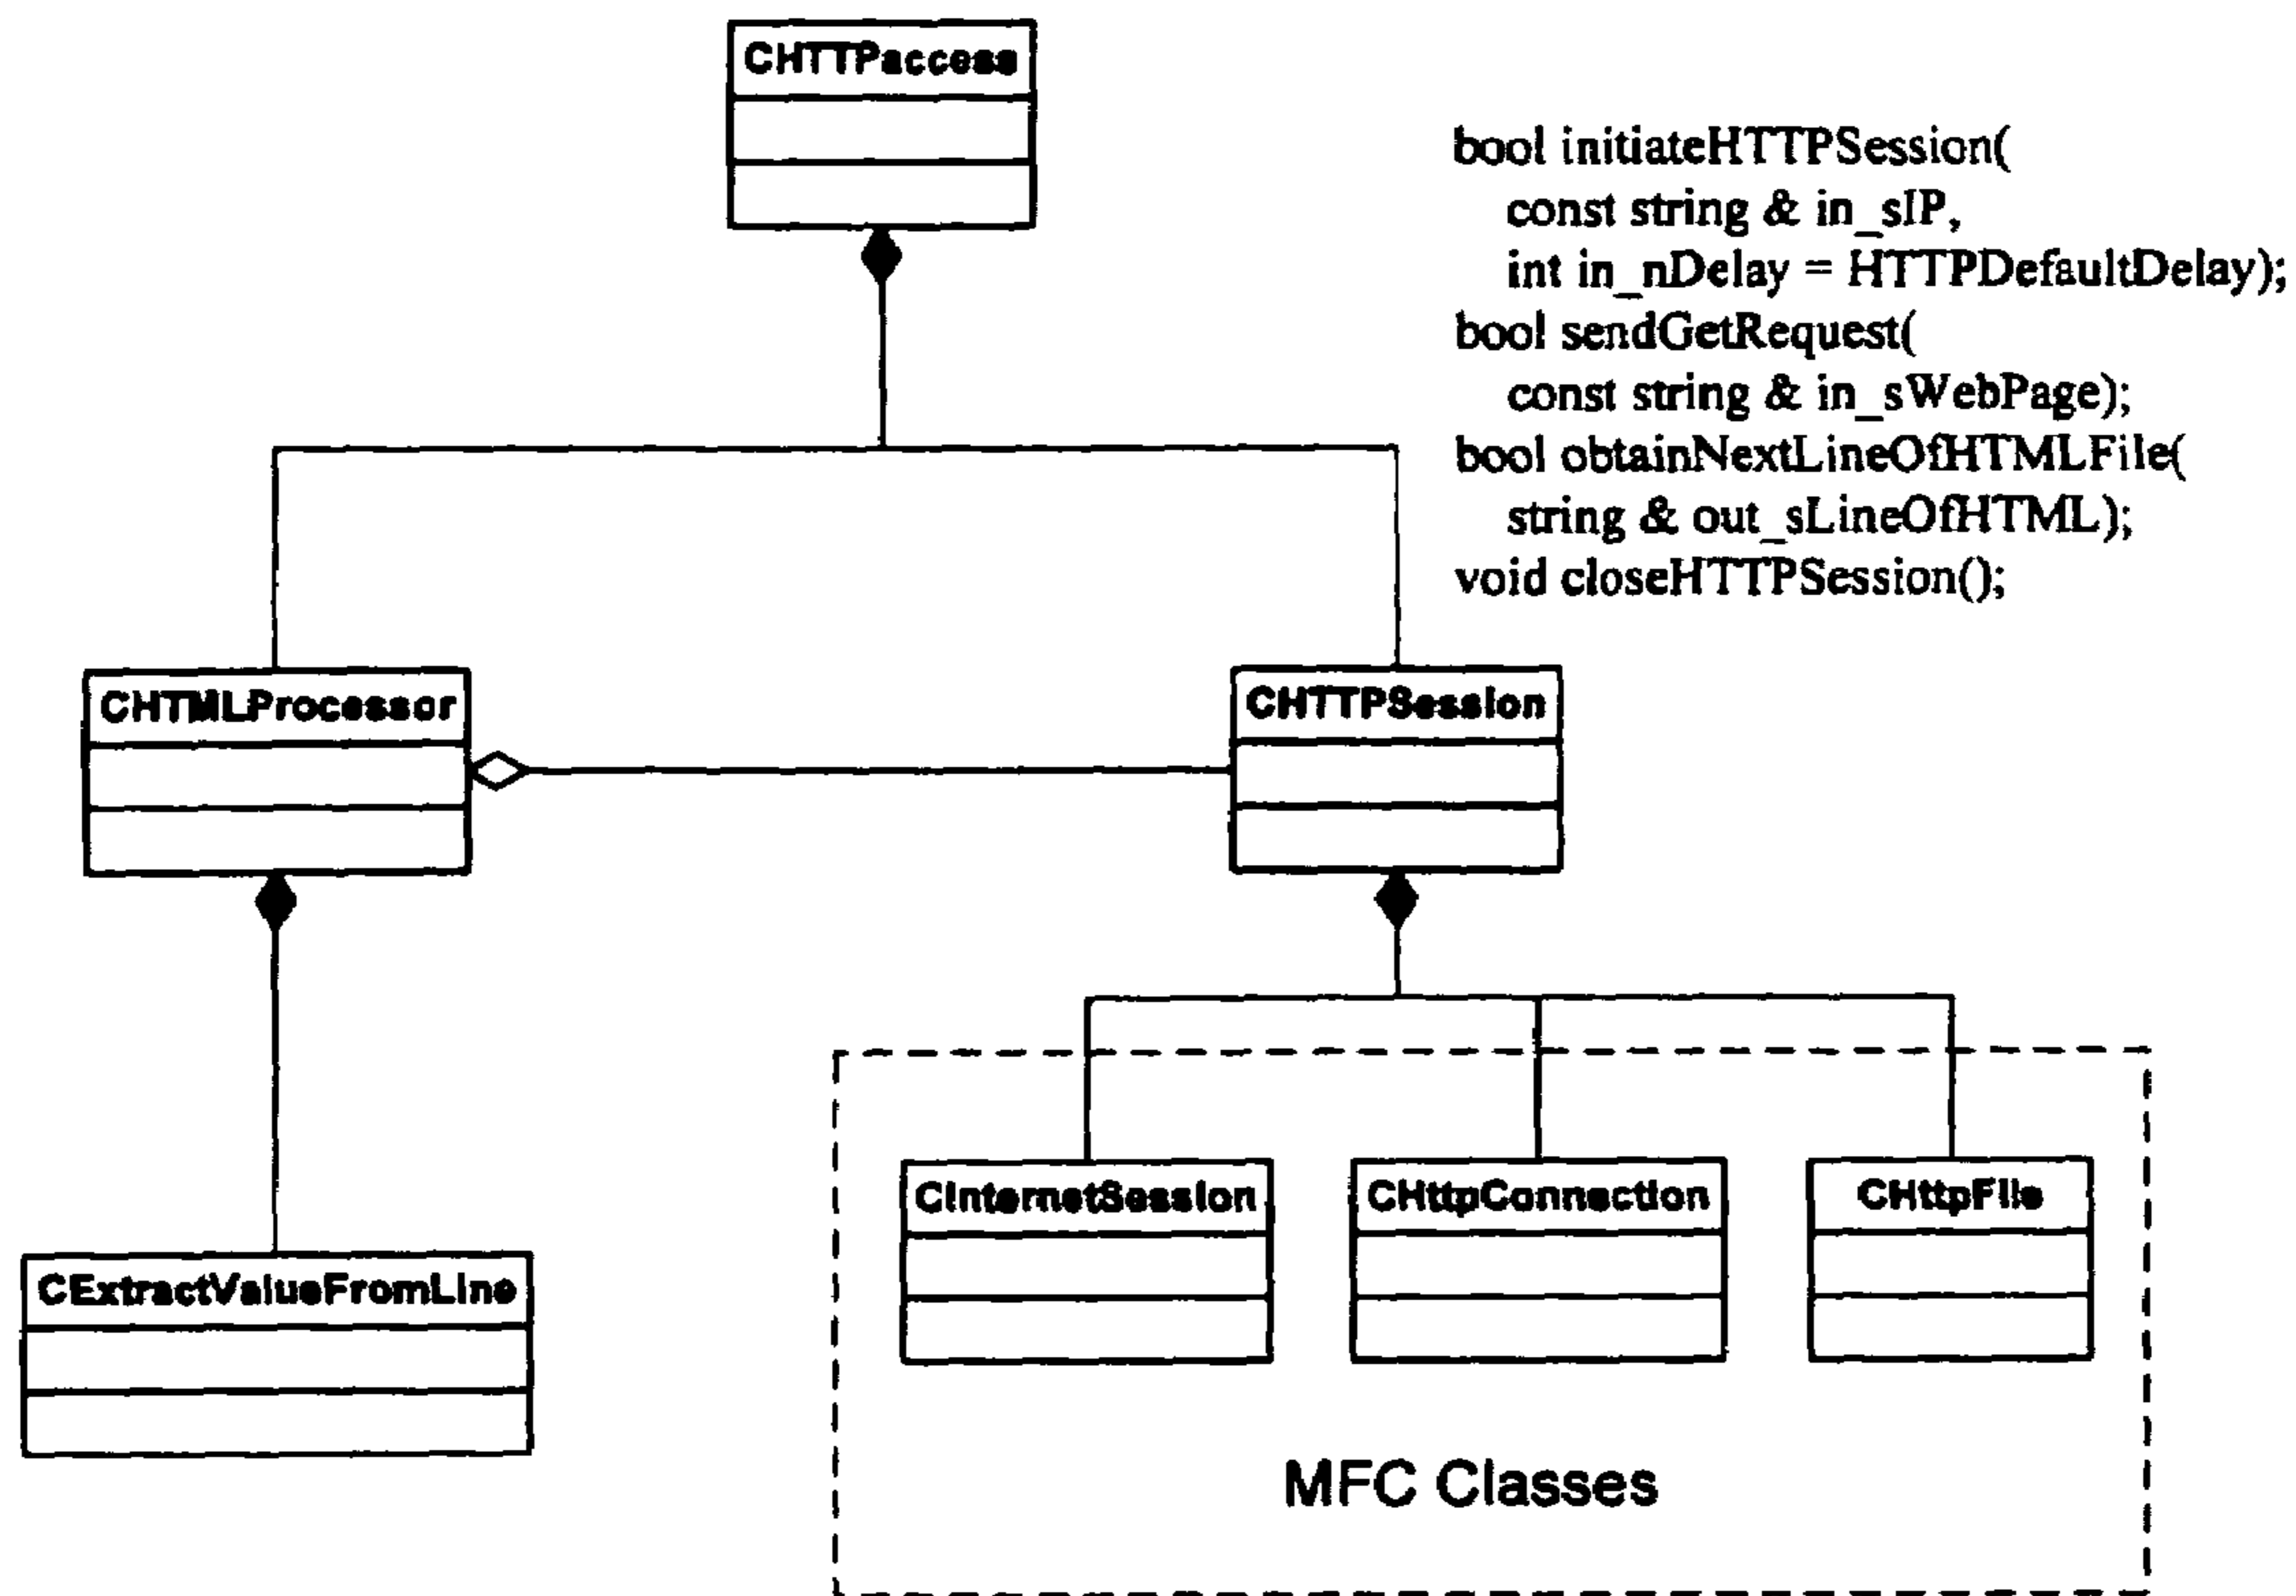 CHTTPaccess
bool initiateHTTPSession(
const string & in_sIP,
int in_nDelay = HTTPDefaultDelay);
bool sendGetRequest(
const string & in_sWebPage);
bool obtainNextLineOfHTMLFile(
string & out_sLineOfHTML);
void closeHTTPSession();
CHTMLProcessor
CHTTPSession
CInternetSession
CHttpConnection
CHttpFile
CExtractValueFromLine
MFC Classes